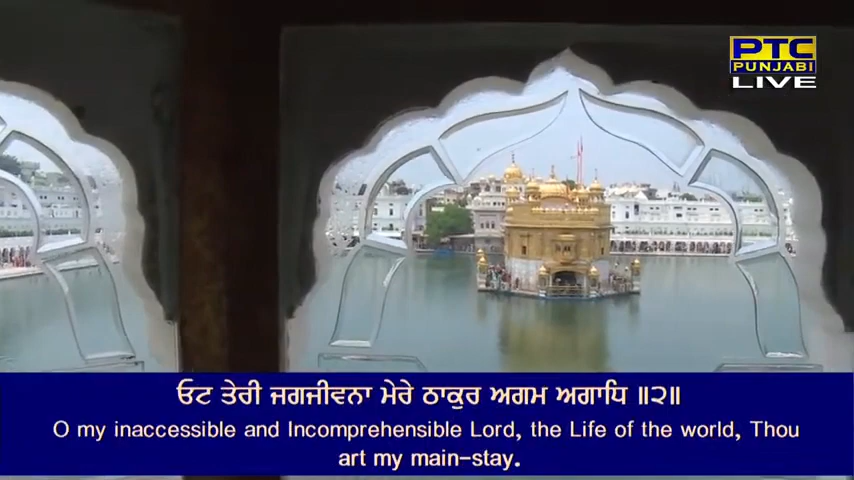 PTC
PUNJABI
LIVE
ਓਟ ਤੇਰੀ ਜਗਜੀਵਨਾ ਮੇਰੇ ਠਾਕੁਰ ਅਗਮ ਅਗਾਧਿ ॥੨॥
O my inaccessible and Incomprehensible Lord, the Life of the world, Thou
art my main-stay.